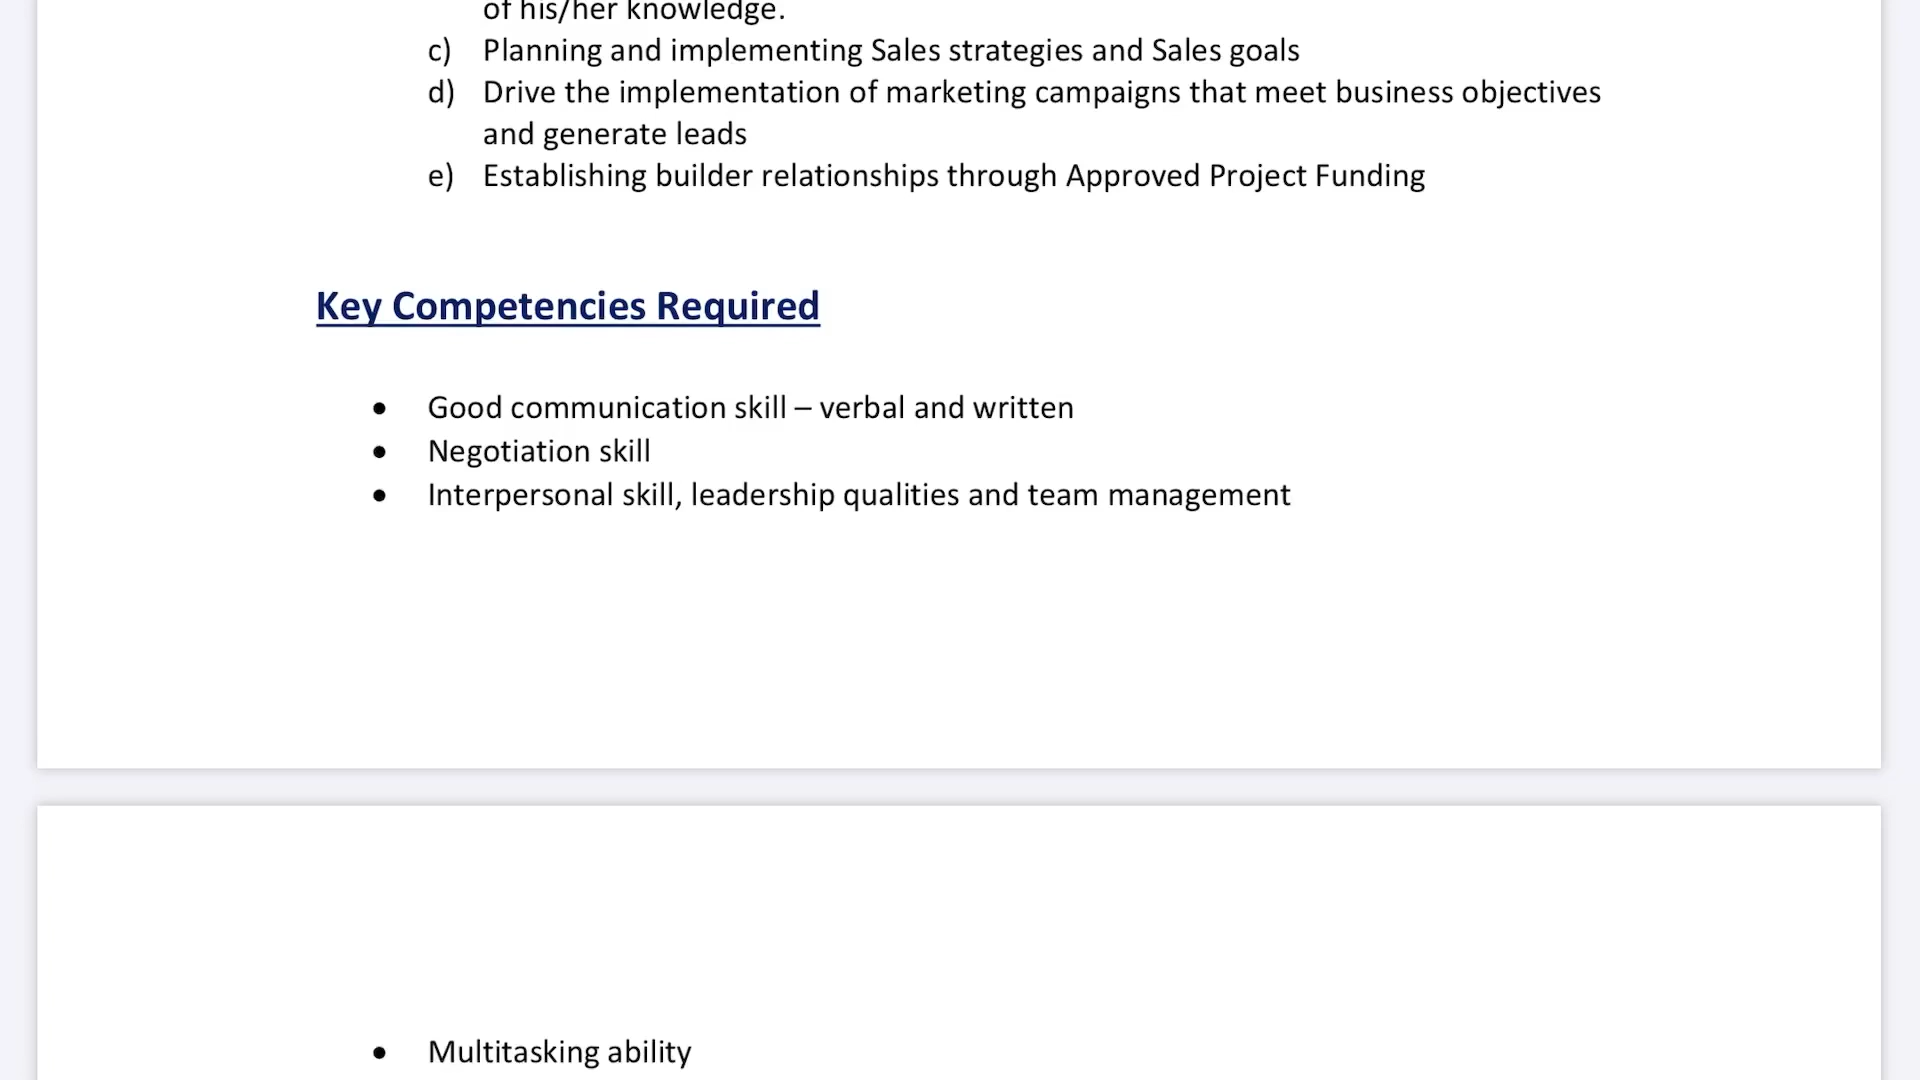 of his/her knowledge.
c) Planning and implementing Sales strategies and Sales goals
d) Drive the implementation of marketing campaigns that meet business objectives
and generate leads
e) Establishing builder relationships through Approved Project Funding
Key Competencies Required
• Good communication skill – verbal and written
• Negotiation skill
• Interpersonal skill, leadership qualities and team management
• Multitasking ability